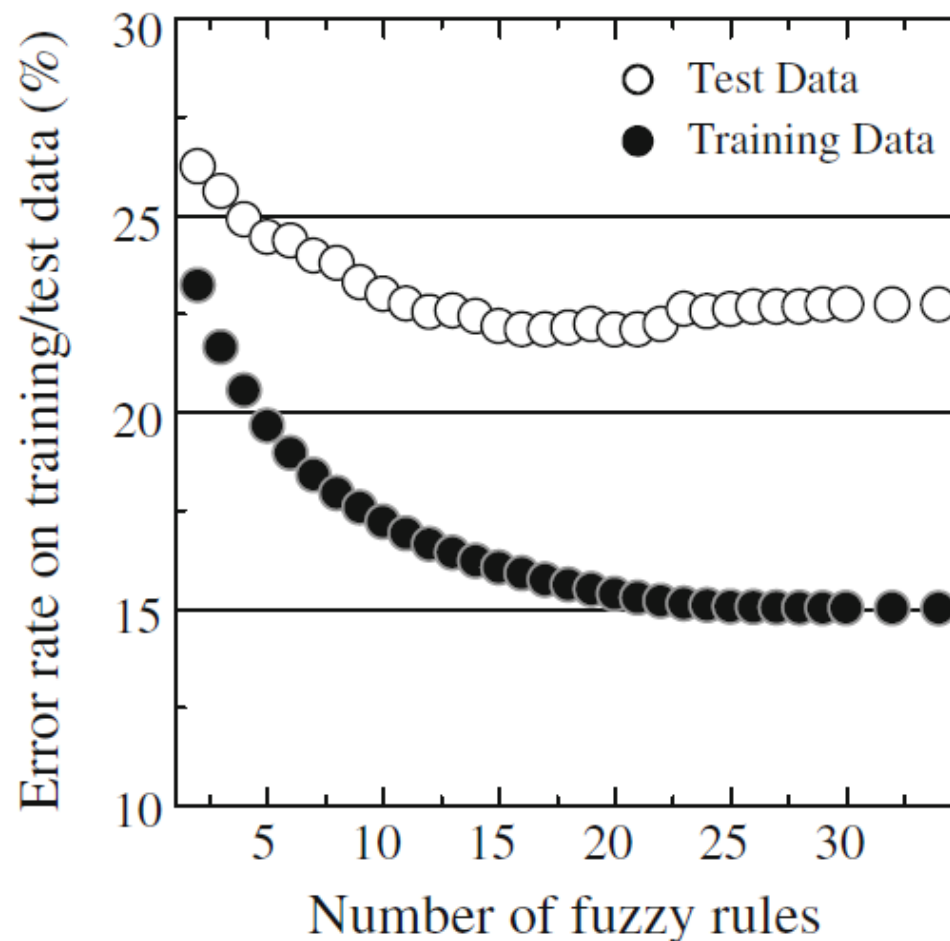 Error rate on training/test data (%)
30
25
20
15
10
Test Data
Training Data
5 10 15 20 25 30
Number of fuzzy rules